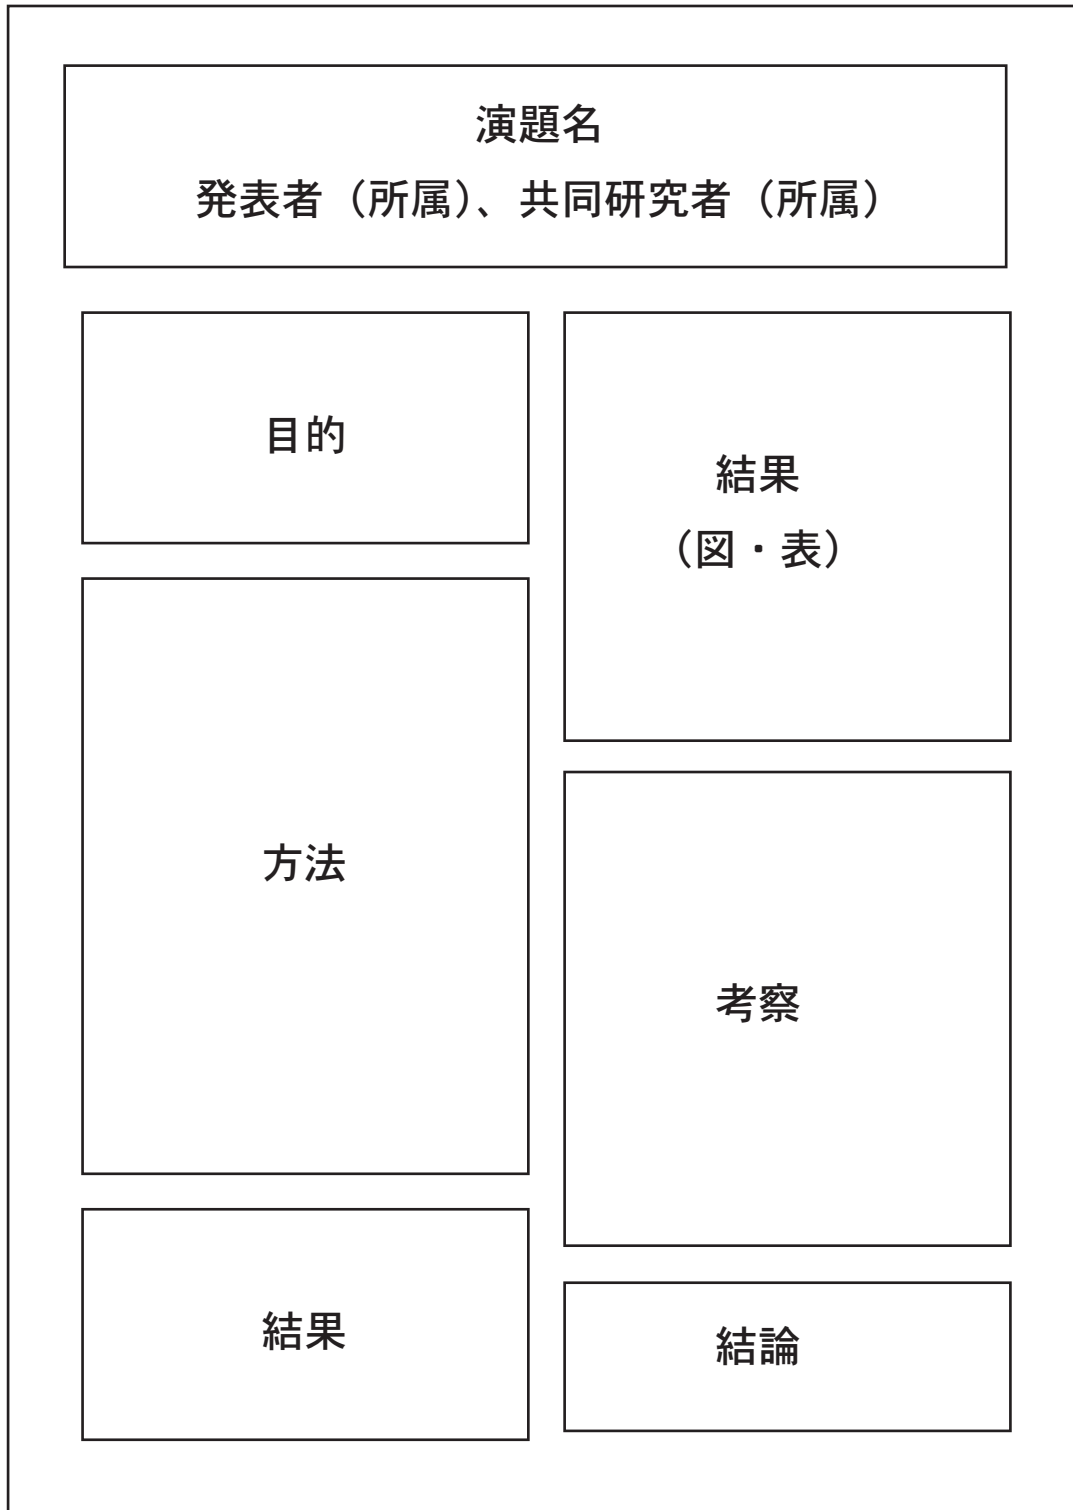 演題名
発表者（所属）、共同研究者（所属）
目的
方法
結果
結果
（図・表）
考察
結論